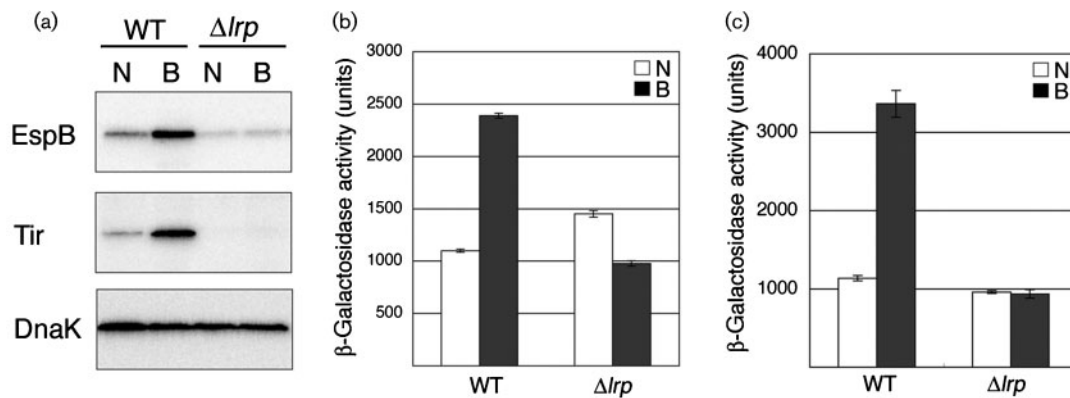 (a)
WT Δlrp
N B N B
EspB
Tir
DnaK
(b)
β-Galactosidase activity (units)
3000
2500
2000
1500
1000
500
N
B
WT Δlrp
(c)
β-Galactosidase activity (units)
4000
3000
2000
1000
N
B
WT Δlrp